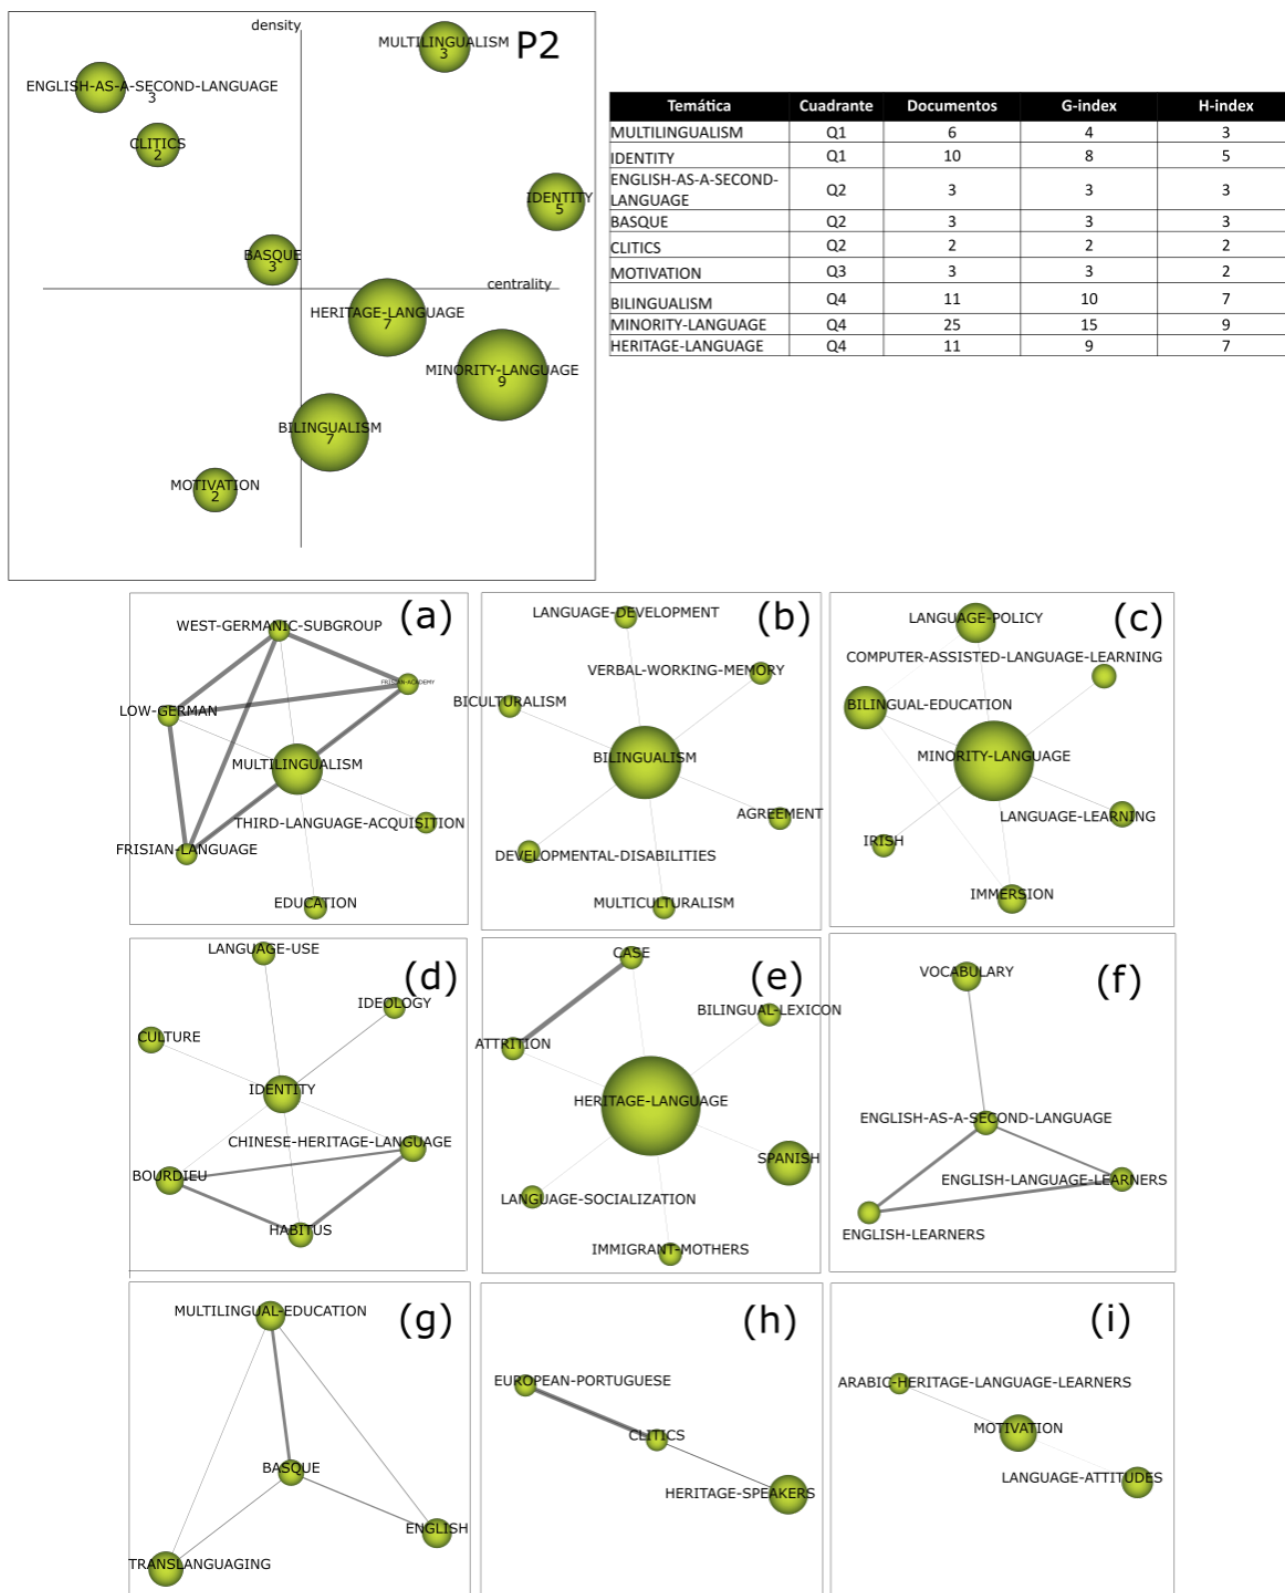 density
P2
MULTILINGUALISM
3
ENGLISH-AS-A-SECOND-LANGUAGE
3
CLITICS
2
IDENTITY
5
BASQUE
3
centrality
HERITAGE-LANGUAGE
7
MINORITY-LANGUAGE
9
BILINGUALISM
7
MOTIVATION
2
Temática Cuadrante Documentos G-index H-index
MULTILINGUALISM Q1 6 4 3
IDENTITY Q1 10 8 5
ENGLISH-AS-A-SECOND-
LANGUAGE Q2 3 3 3
BASQUE Q2 3 3 3
CLITICS Q2 2 2 2
MOTIVATION Q3 3 3 2
BILINGUALISM Q4 11 10 7
MINORITY-LANGUAGE Q4 25 15 9
HERITAGE-LANGUAGE Q4 11 9 7
(a)
WEST-GERMANIC-SUBGROUP
FRISIAN-ACADEMY
LOW-GERMAN
MULTILINGUALISM
THIRD-LANGUAGE-ACQUISITION
FRISIAN-LANGUAGE
EDUCATION
(b)
LANGUAGE-DEVELOPMENT
VERBAL-WORKING-MEMORY
BICULTURALISM
BILINGUALISM
AGREEMENT
DEVELOPMENTAL-DISABILITIES
MULTICULTURALISM
(c)
LANGUAGE-POLICY
COMPUTER-ASSISTED-LANGUAGE-LEARNING
BILINGUAL-EDUCATION
MINORITY-LANGUAGE
LANGUAGE-LEARNING
IRISH
IMMERSION
(d)
LANGUAGE-USE
IDEOLOGY
CULTURE
IDENTITY
CHINESE-HERITAGE-LANGUAGE
BOURDIEU
HABITUS
(e)
CASE
BILINGUAL-LEXICON
ATTRITION
HERITAGE-LANGUAGE
SPANISH
LANGUAGE-SOCIALIZATION
IMMIGRANT-MOTHERS
(f)
VOCABULARY
ENGLISH-AS-A-SECOND-LANGUAGE
ENGLISH-LANGUAGE-LEARNERS
ENGLISH-LEARNERS
(g)
MULTILINGUAL-EDUCATION
BASQUE
ENGLISH
TRANSLANGUAGING
(h)
EUROPEAN-PORTUGUESE
CLITICS
HERITAGE-SPEAKERS
(i)
ARABIC-HERITAGE-LANGUAGE-LEARNERS
MOTIVATION
LANGUAGE-ATTITUDES